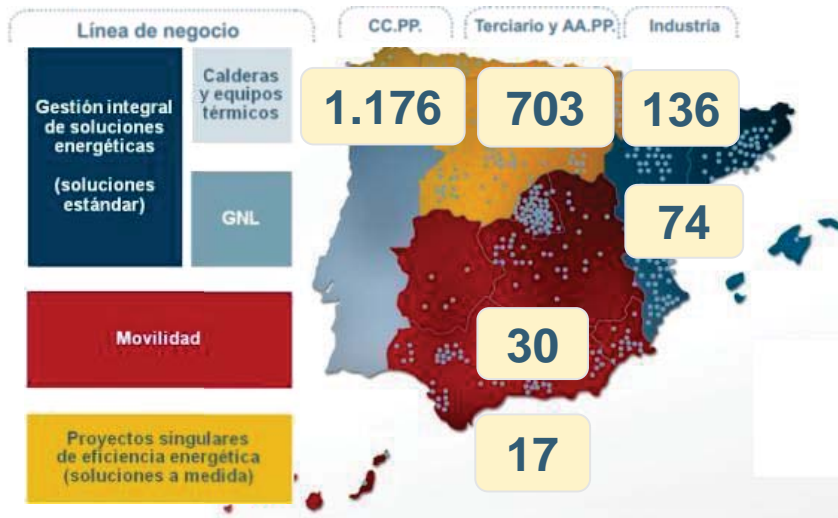 Línea de negocio
CC.PP.
Terciario y AA.PP.
Industria
Gestión integral
de soluciones
energéticas
(soluciones
estándar)
Calderas
y equipos
térmicos
1.176
703
136
GNL
74
Movilidad
30
Proyectos singulares
de eficiencia energética
(soluciones a medida)
17